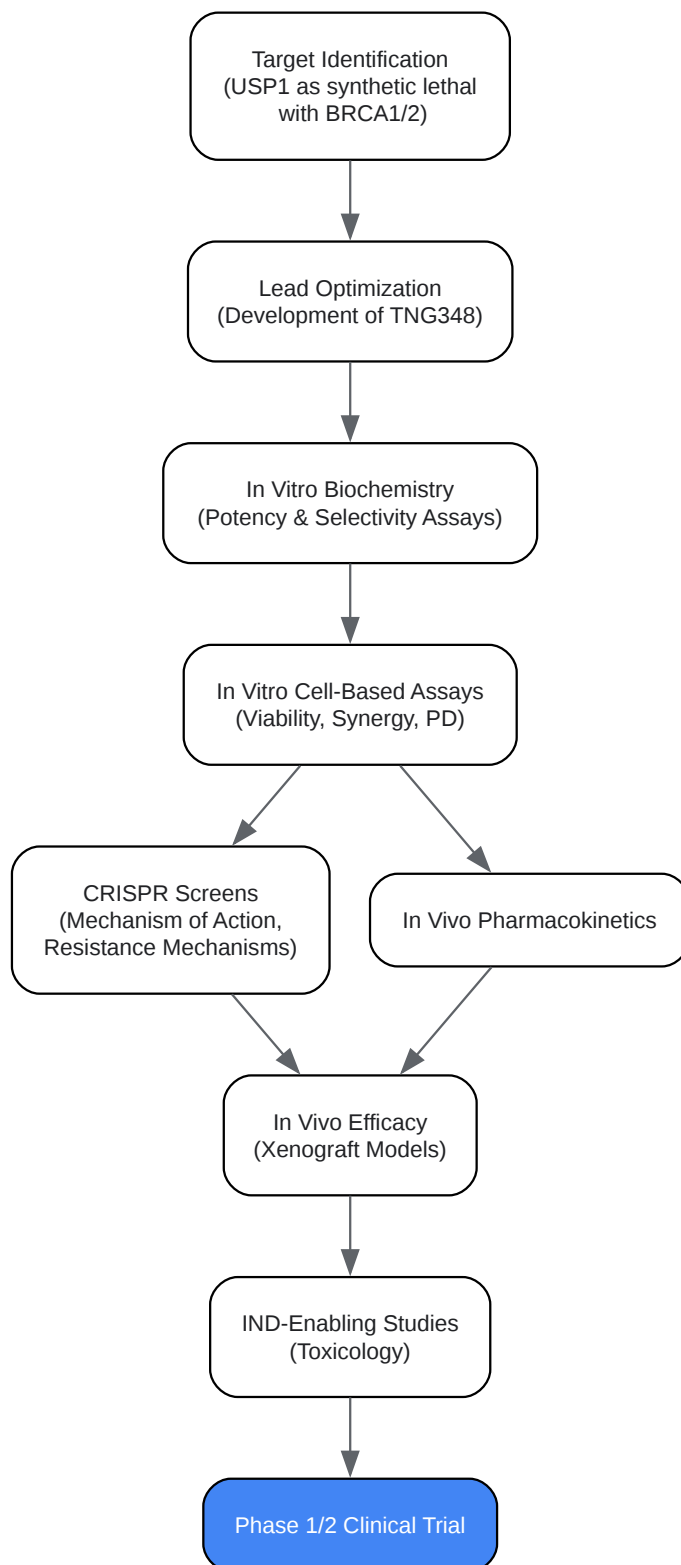 Target Identification
(USP1 as synthetic lethal
with BRCA1/2)
Lead Optimization
(Development of TNG348)
In Vitro Biochemistry
(Potency & Selectivity Assays)
In Vitro Cell-Based Assays
(Viability, Synergy, PD)
CRISPR Screens
(Mechanism of Action,
Resistance Mechanisms)
In Vivo Pharmacokinetics
In Vivo Efficacy
(Xenograft Models)
IND-Enabling Studies
(Toxicology)
Phase 1/2 Clinical Trial